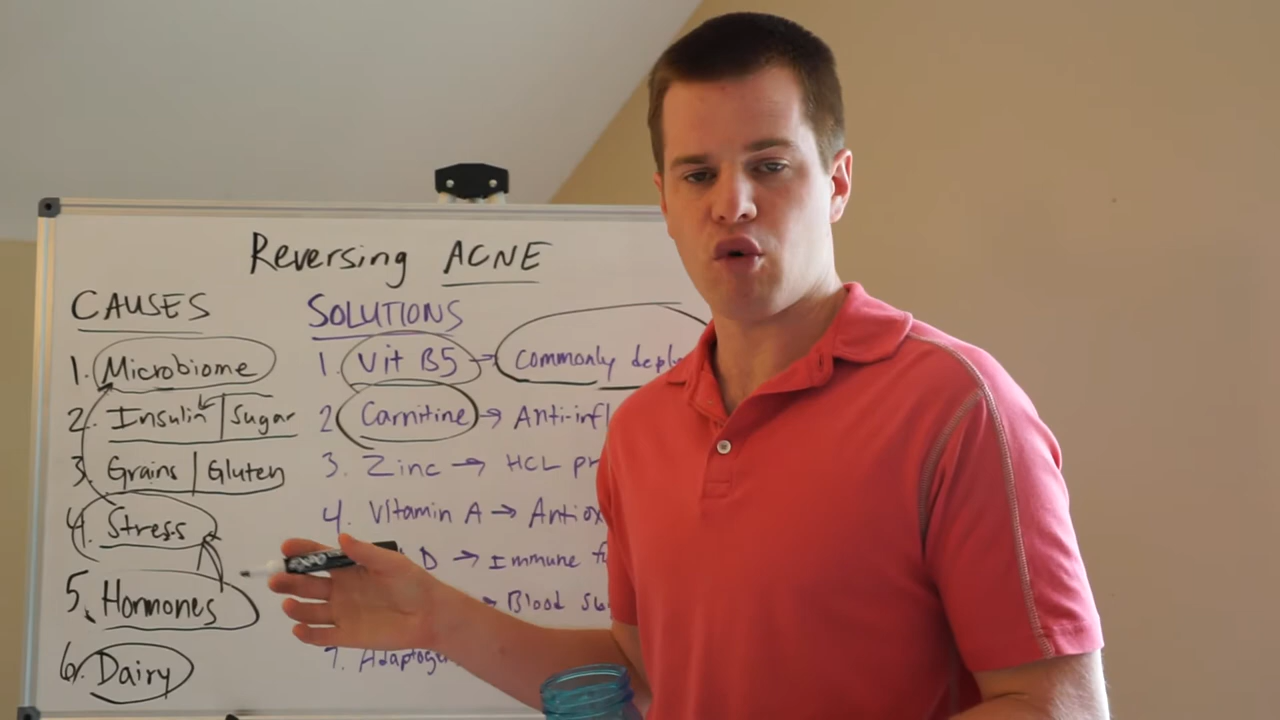 Reversing ACNE
CAUSES
1. Microbiome
2. Insulin | Sugar
3. Grains | Gluten
4. Stress
5. Hormones
6. Dairy
SOLUTIONS
1. Vit B5 → commonly
2. Carnitine → Anti-
3. Zinc → HCL
4. Vitamin A →
D → Immune
Blood
7.
EXPO